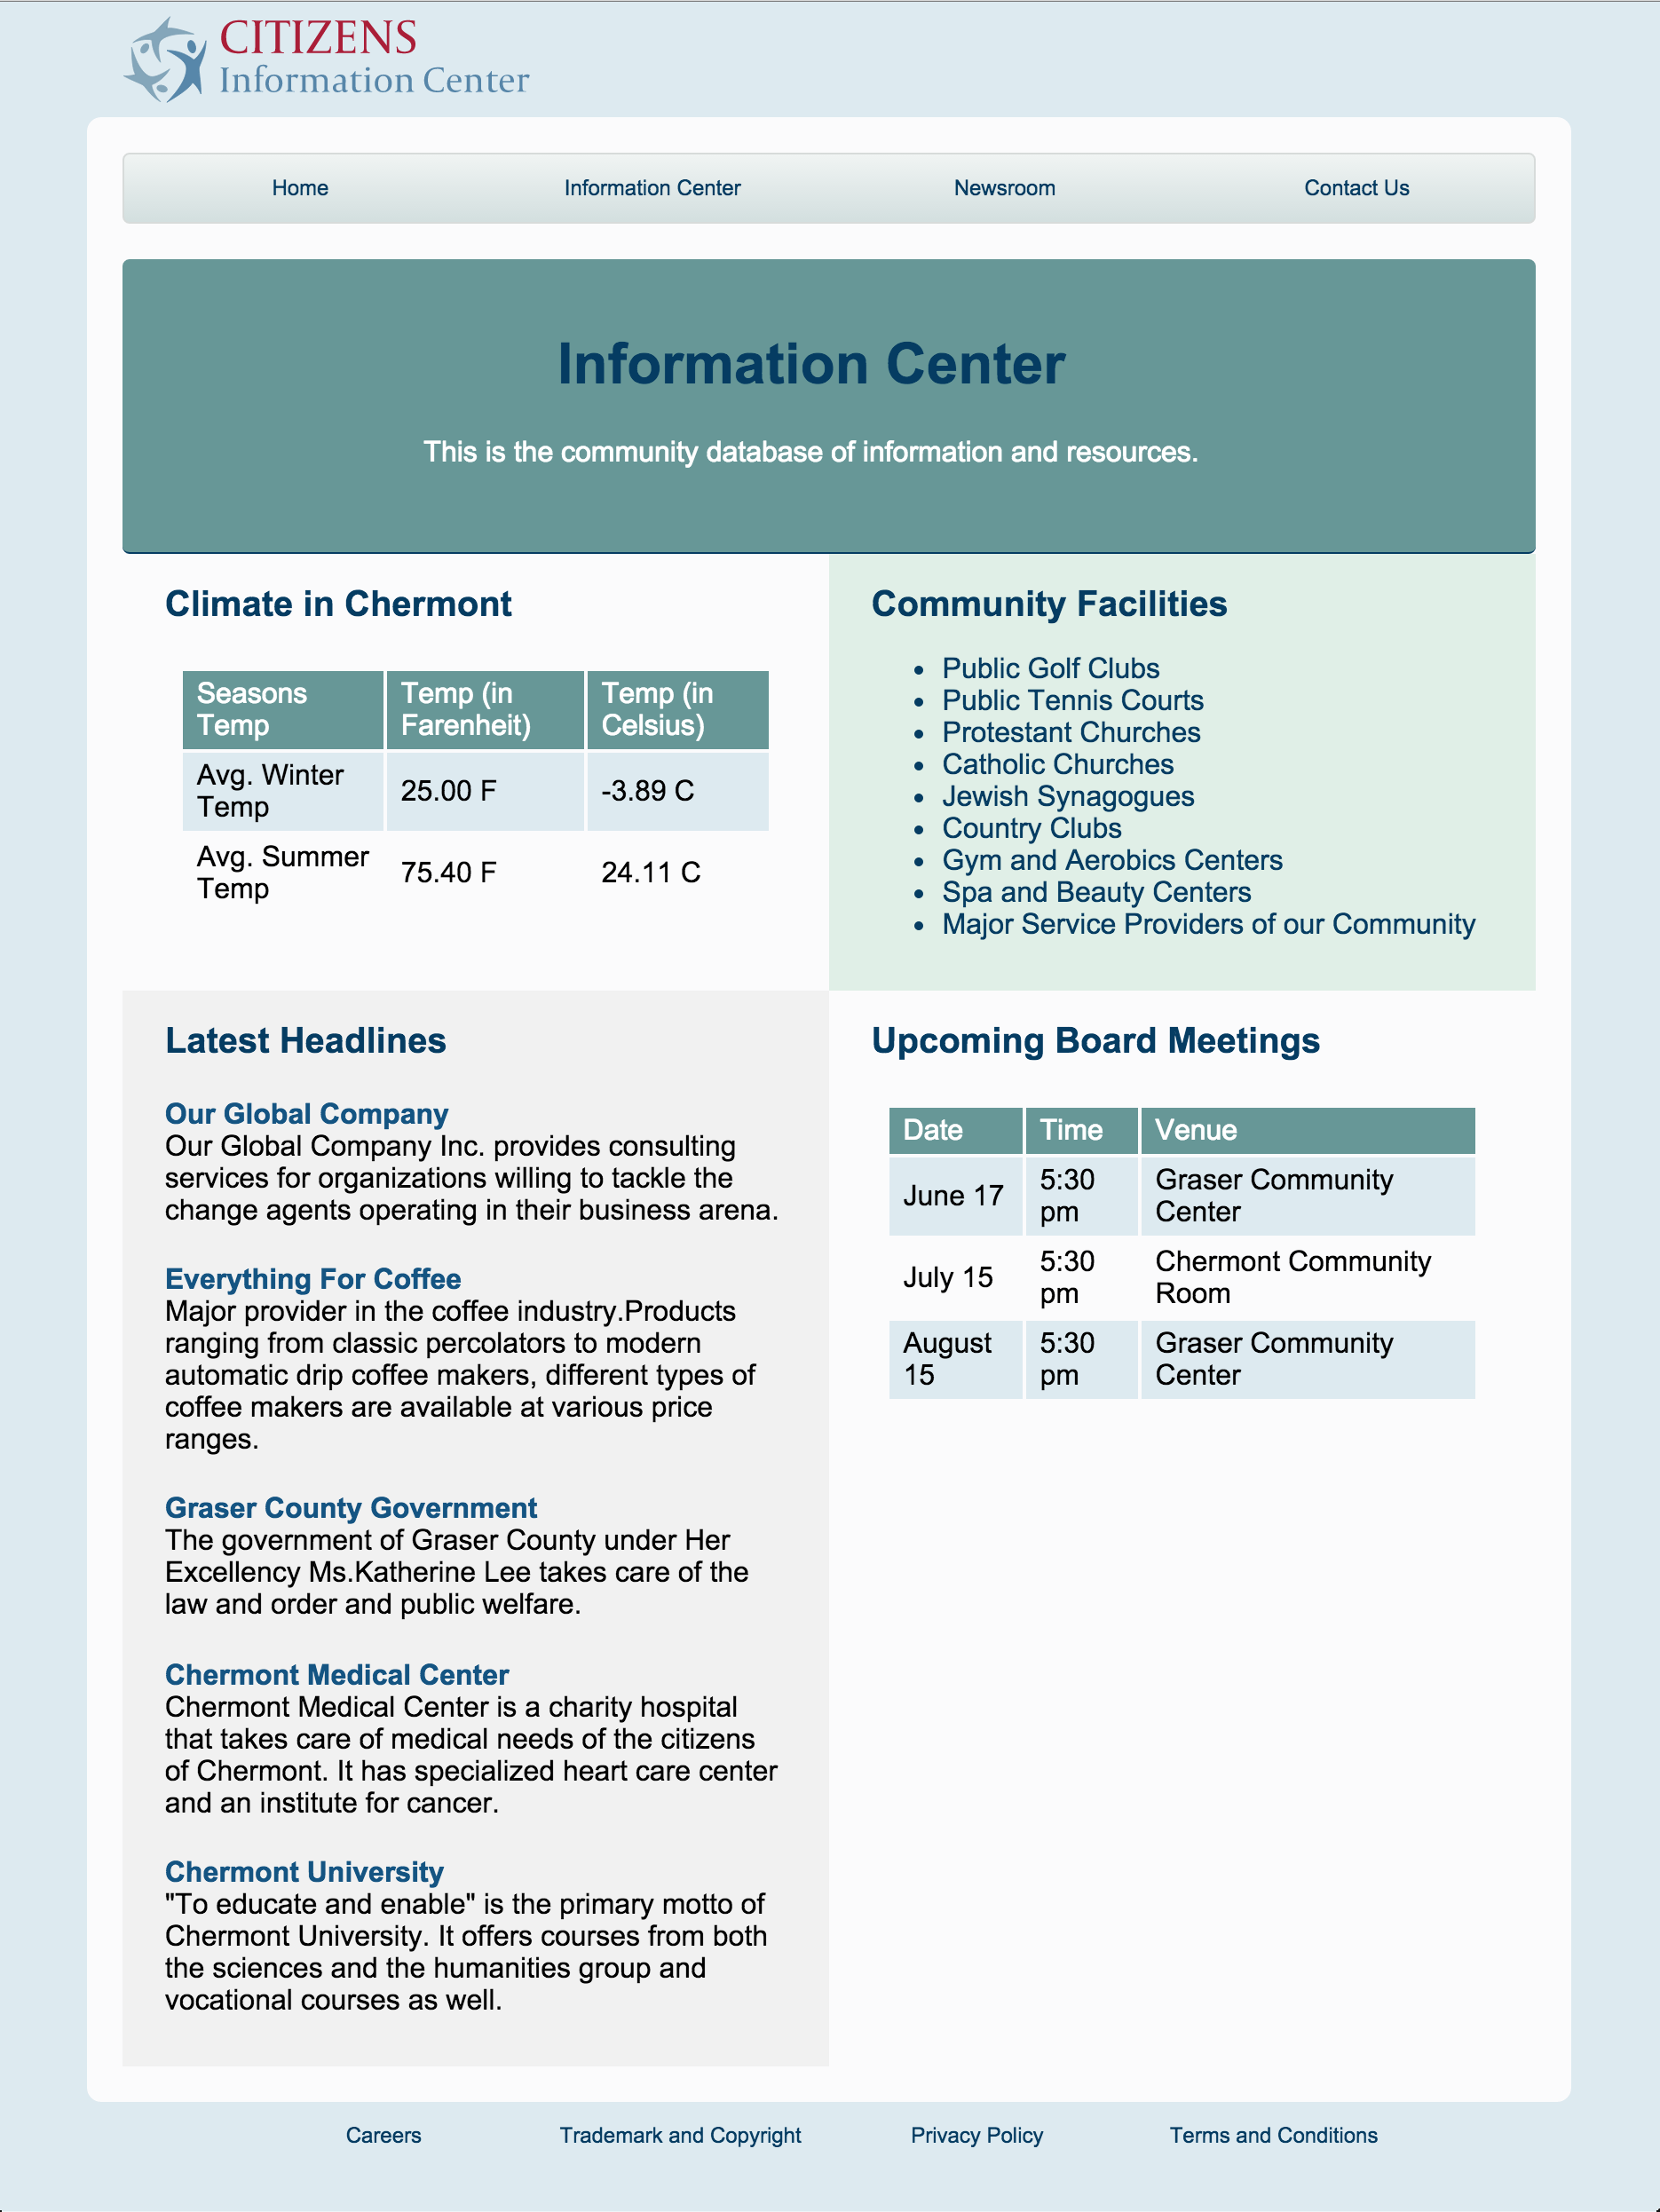 CITIZENS
Information Center
Home Information Center Newsroom Contact Us
Information Center
This is the community database of information and resources.
Climate in Chermont
Seasons Temp Temp (in Farenheit) Temp (in Celsius)
Avg. Winter Temp 25.00 F -3.89 C
Avg. Summer Temp 75.40 F 24.11 C
Community Facilities
Public Golf Clubs
Public Tennis Courts
Protestant Churches
Catholic Churches
Jewish Synagogues
Country Clubs
Gym and Aerobics Centers
Spa and Beauty Centers
Major Service Providers of our Community
Latest Headlines
Our Global Company
Our Global Company Inc. provides consulting
services for organizations willing to tackle the
change agents operating in their business arena.
Everything For Coffee
Major provider in the coffee industry.Products
ranging from classic percolators to modern
automatic drip coffee makers, different types of
coffee makers are available at various price
ranges.
Graser County Government
The government of Graser County under Her
Excellency Ms.Katherine Lee takes care of the
law and order and public welfare.
Chermont Medical Center
Chermont Medical Center is a charity hospital
that takes care of medical needs of the citizens
of Chermont. It has specialized heart care center
and an institute for cancer.
Chermont University
"To educate and enable" is the primary motto of
Chermont University. It offers courses from both
the sciences and the humanities group and
vocational courses as well.
Upcoming Board Meetings
Date Time Venue
June 17 5:30 pm Graser Community Center
July 15 5:30 pm Chermont Community Room
August 15 5:30 pm Graser Community Center
Careers Trademark and Copyright Privacy Policy Terms and Conditions